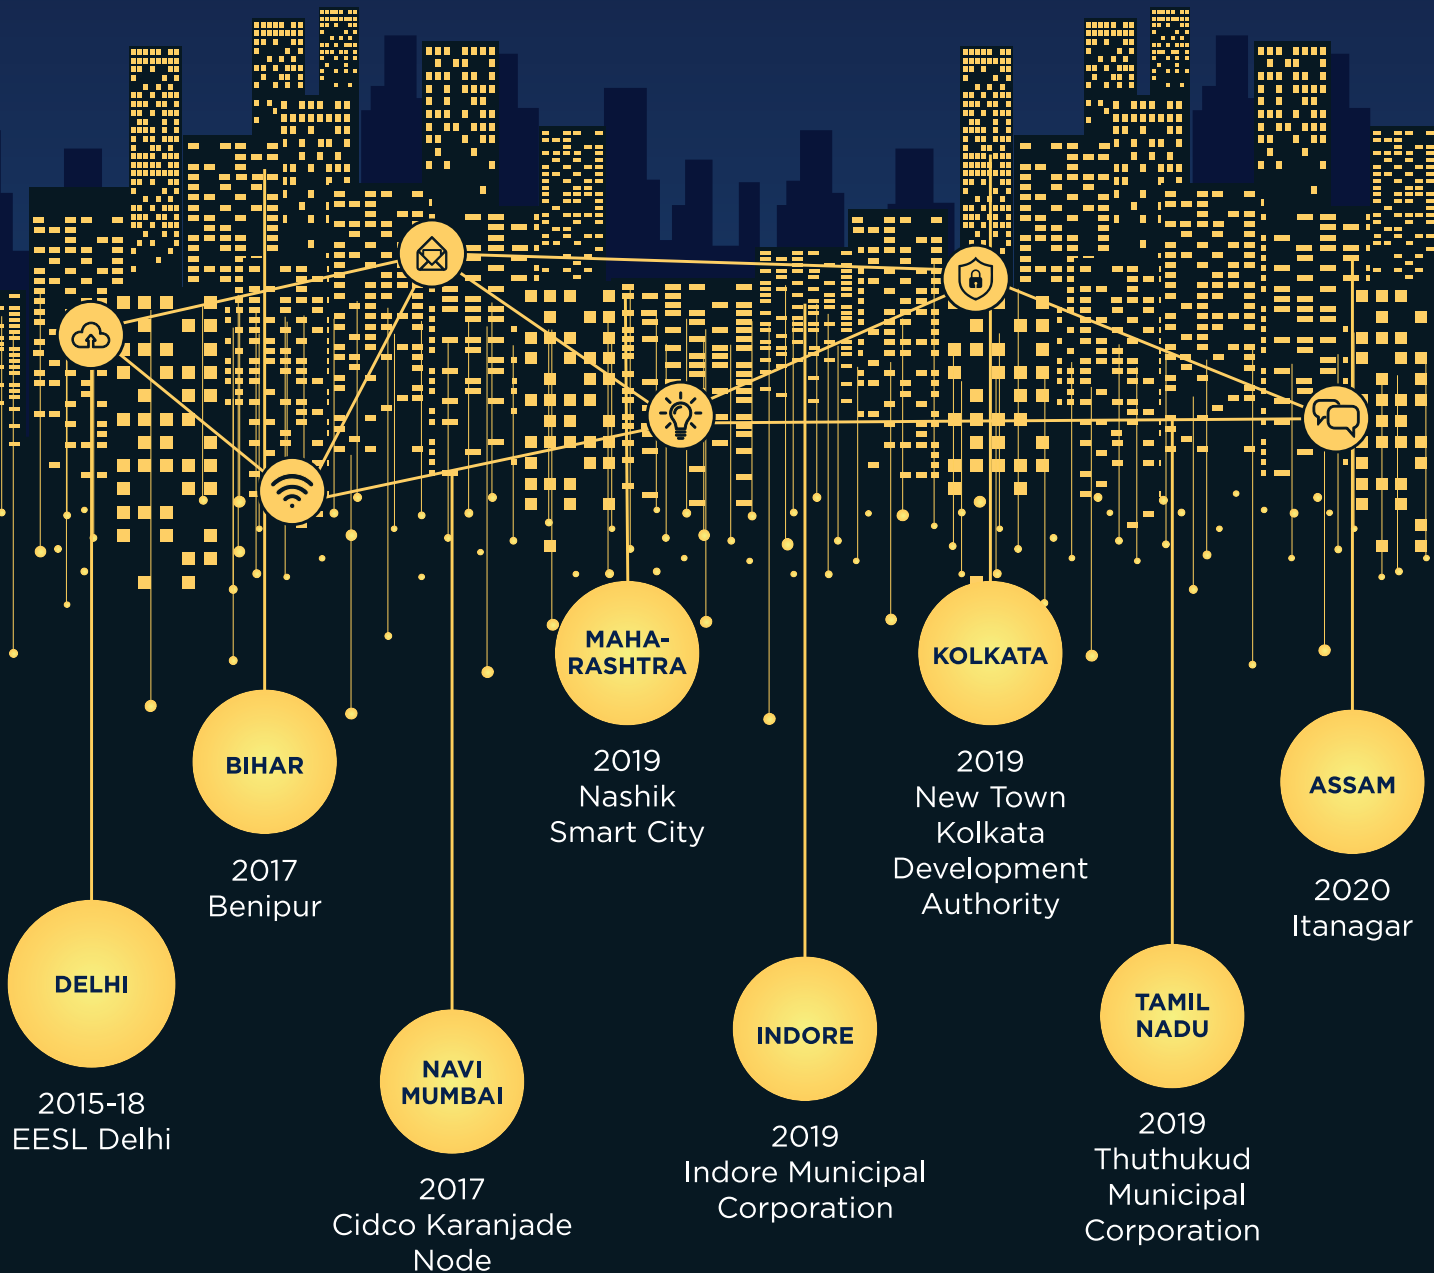 DELHI
2015-18
EESL Delhi
BIHAR
2017
Benipur
NAVI
MUMBAI
2017
Cidco Karanjade
Node
MAHA-
RASHTRA
2019
Nashik
Smart City
INDORE
2019
Indore Municipal
Corporation
KOLKATA
2019
New Town
Kolkata
Development
Authority
TAMIL
NADU
2019
Thuthukud
Municipal
Corporation
ASSAM
2020
Itanagar